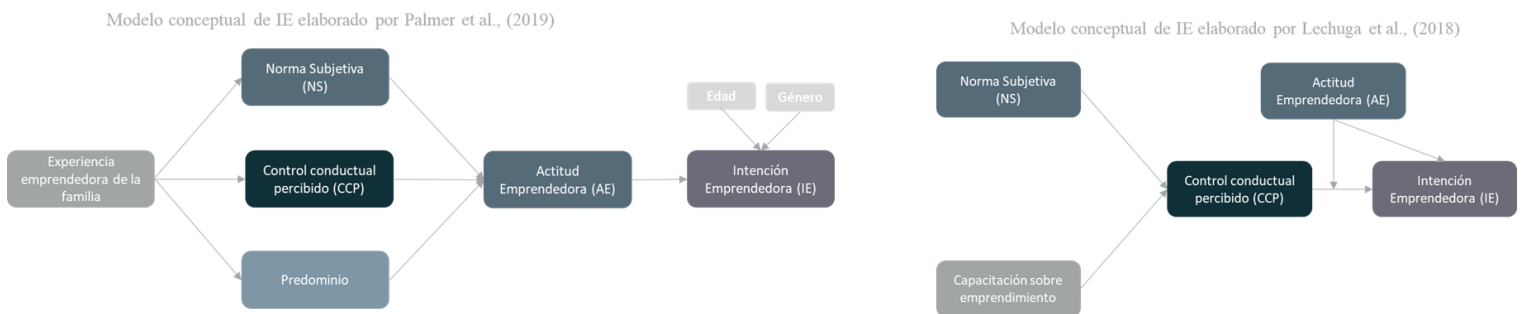 Modelo conceptual de IE elaborado por Palmer et al., (2019)
Norma Subjetiva
(NS)
Edad
Género
Experiencia
emprendedora de la
familia
Control conductual
percibido (CCP)
Actitud
Emprendedora (AE)
Intención
Emprendedora (IE)
Predominio
Modelo conceptual de IE elaborado por Lechuga et al., (2018)
Norma Subjetiva
(NS)
Actitud
Emprendedora (AE)
Control conductual
percibido (CCP)
Intención
Emprendedora (IE)
Capacitación sobre
emprendimiento